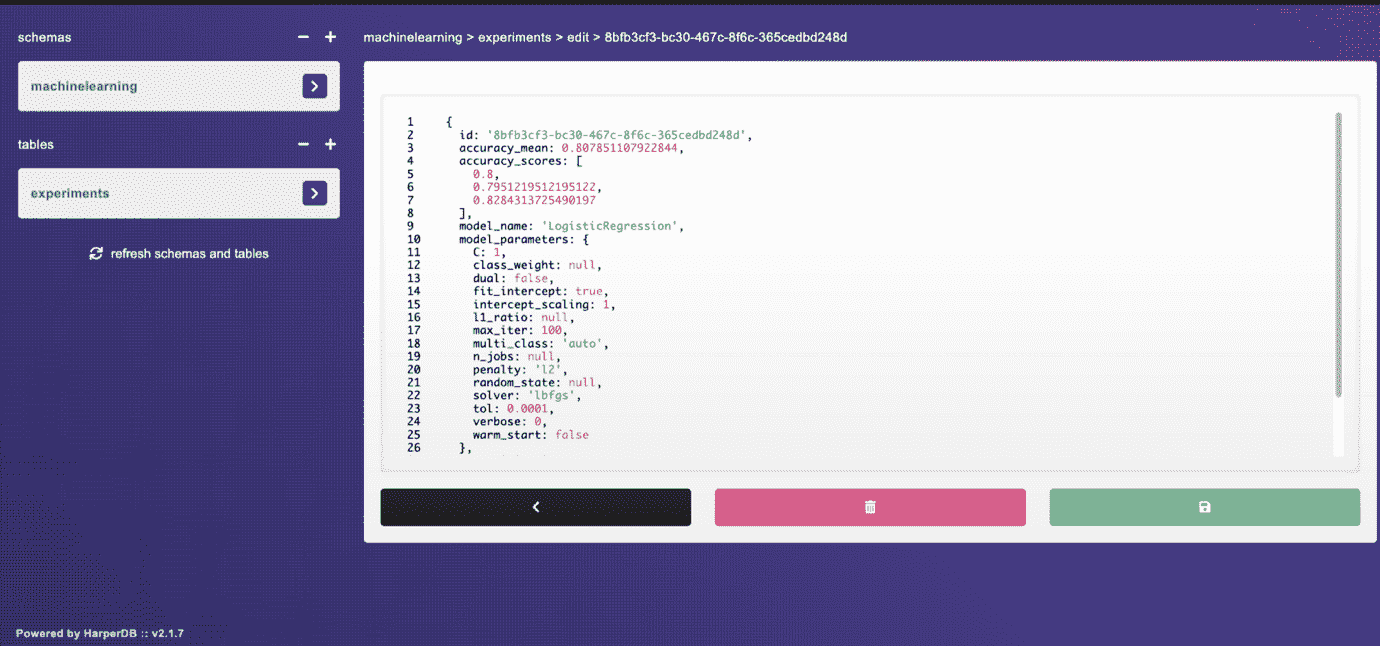 schemas
machinelearning > experiments > edit > 8bfb3cf3-bc30-467c-8f6c-365cedbd248d
machinelearning
tables
experiments
refresh schemas and tables
1 {
2 id: '8bfb3cf3-bc30-467c-8f6c-365cedbd248d',
3 accuracy_mean: 0.807851107922844,
4 accuracy_scores: [
5 0.8,
6 0.7951219512195122,
7 0.8284313725490197
8 ],
9 model_name: 'LogisticRegression',
10 model_parameters: {
11 C: 1,
12 class_weight: null,
13 dual: false,
14 fit_intercept: true,
15 intercept_scaling: 1,
16 l1_ratio: null,
17 max_iter: 100,
18 multi_class: 'auto',
19 n_jobs: null,
20 penalty: 'l2',
21 random_state: null,
22 solver: 'lbfgs',
23 tol: 0.0001,
24 verbose: 0,
25 warm_start: false
26 },
Powered by HarperDB :: v2.1.7